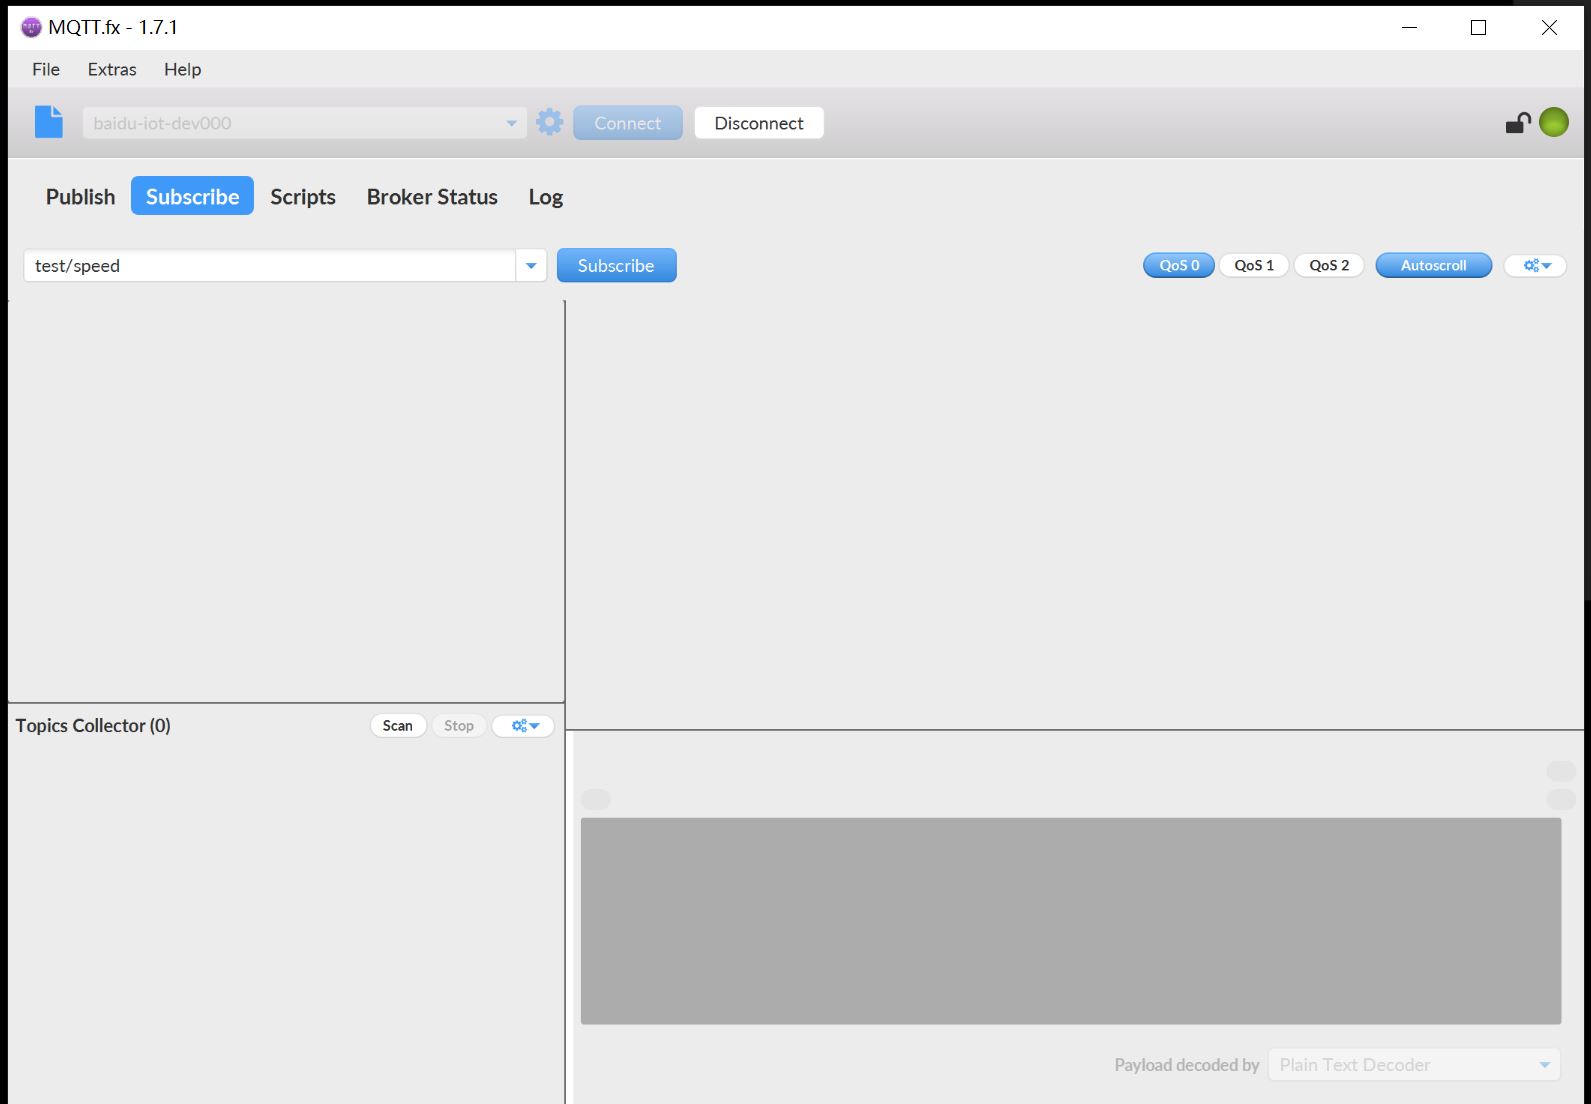 MQTT.fx - 1.7.1
File Extras Help
baidu-iot-dev000 Connect Disconnect
Publish Subscribe Scripts Broker Status Log
test/speed Subscribe QoS 0 QoS 1 QoS 2 Autoscroll
Topics Collector (0) Scan Stop
Payload decoded by Plain Text Decoder